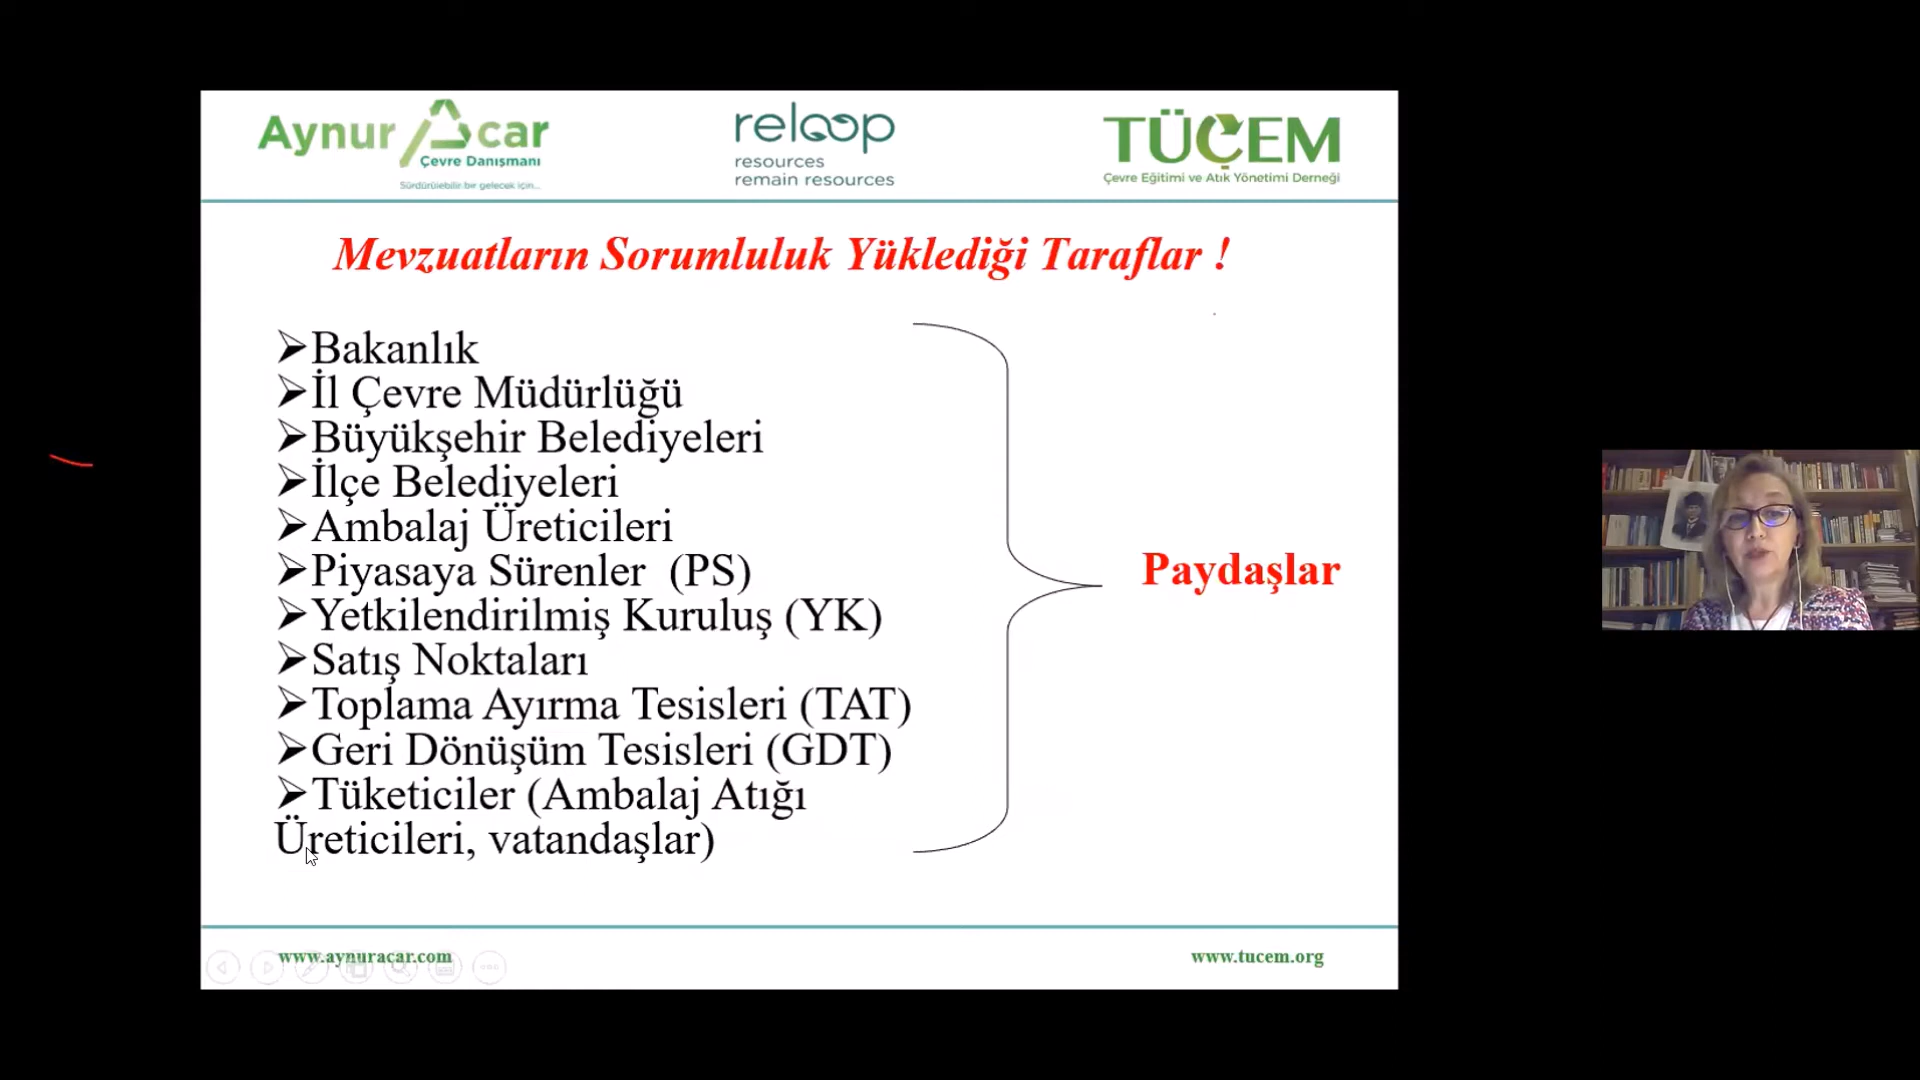 Aynur Acar
Çevre Danışmanı
Sürdürülebilir bir gelecek için...
reloop
resources
remain resources
TÜÇEM
Çevre Eğitimi ve Atık Yönetimi Derneği
Mevzuatların Sorumluluk Yüklediği Taraflar !
➢Bakanlık
➢İl Çevre Müdürlüğü
➢Büyükşehir Belediyeleri
➢İlçe Belediyeleri
➢Ambalaj Üreticileri
➢Piyasaya Sürenler (PS)
➢Yetkilendirilmiş Kuruluş (YK)
➢Satış Noktaları
➢Toplama Ayırma Tesisleri (TAT)
➢Geri Dönüşüm Tesisleri (GDT)
➢Tüketiciler (Ambalaj Atığı
Üreticileri, vatandaşlar)
Paydaşlar
www.aynuracar.com
www.tucem.org